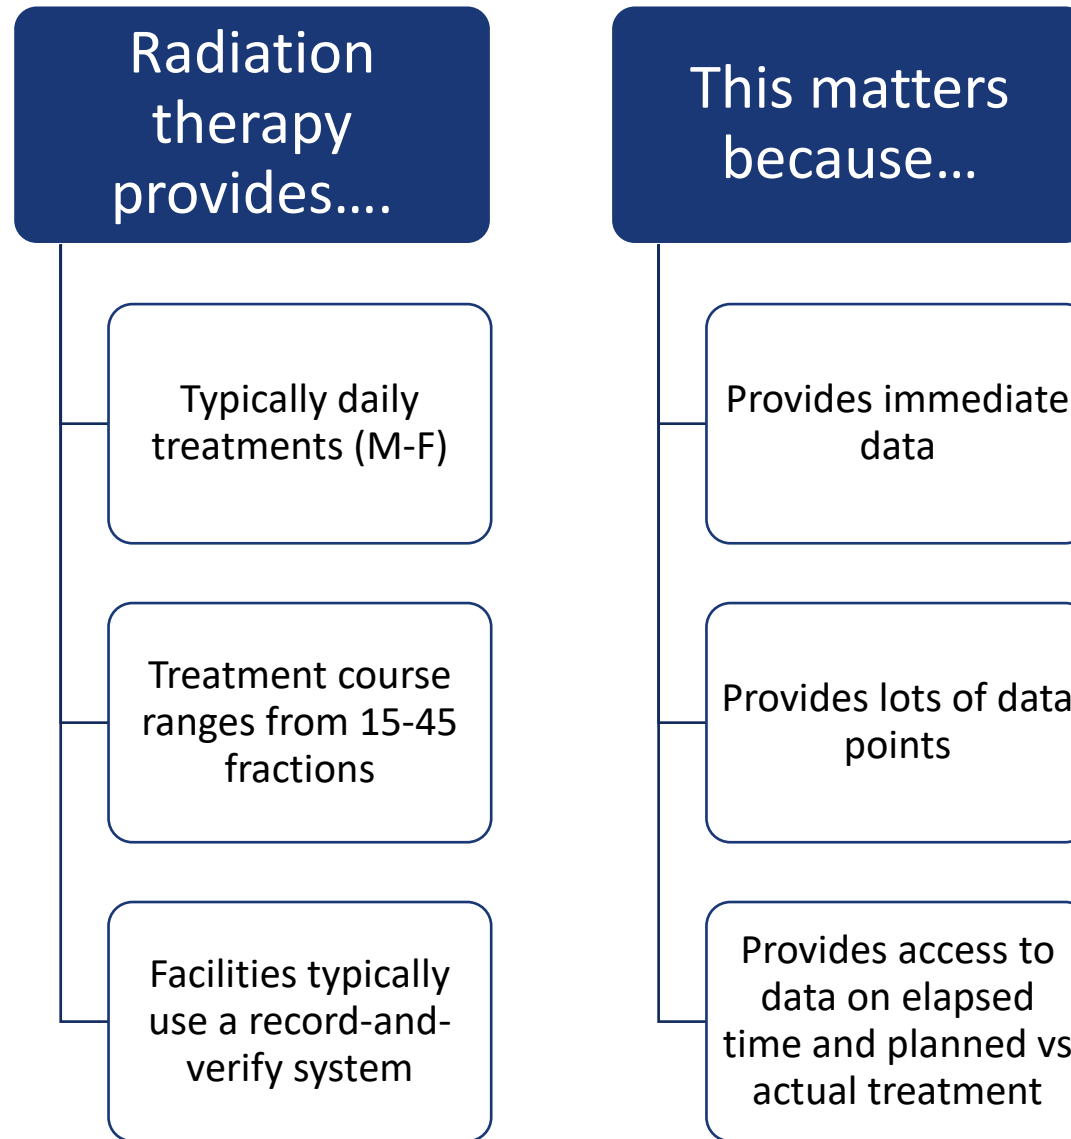 Radiation
therapy
provides....
Typically daily
treatments (M-F)
Treatment course
ranges from 15-45
fractions
Facilities typically
use a record-and-
verify system
This matters
because…
Provides immediate
data
Provides lots of data
points
Provides access to
data on elapsed
time and planned vs
actual treatment